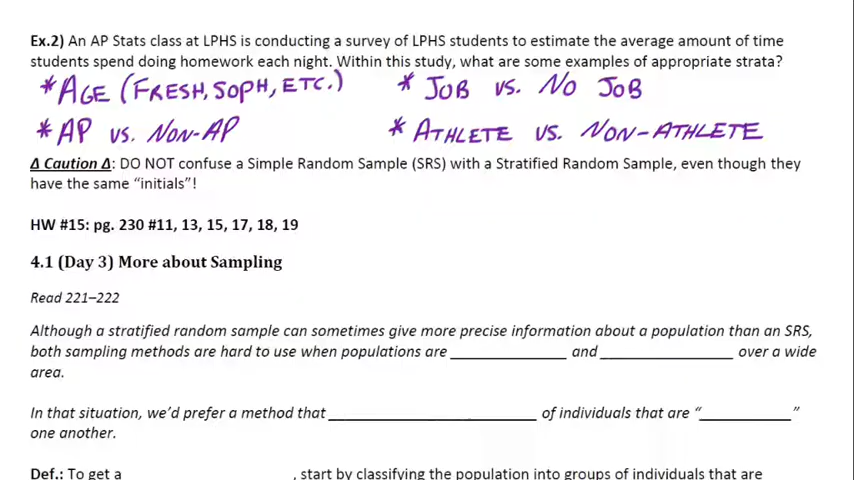 Ex.2) An AP Stats class at LPHS is conducting a survey of LPHS students to estimate the average amount of time
students spend doing homework each night. Within this study, what are some examples of appropriate strata?
* AGE (FRESH, SOPH, ETC.) * JOB VS. NO JOB
* AP VS. NON-AP * ATHLETE VS. NON-ATHLETE
Δ Caution Δ: DO NOT confuse a Simple Random Sample (SRS) with a Stratified Random Sample, even though they
have the same "initials"!
HW #15: pg. 230 #11, 13, 15, 17, 18, 19
4.1 (Day 3) More about Sampling
Read 221–222
Although a stratified random sample can sometimes give more precise information about a population than an SRS,
both sampling methods are hard to use when populations are ____________ and ______________ over a wide
area.
In that situation, we'd prefer a method that ______________________ of individuals that are "__________"
one another.
Def.: To get a , start by classifying the population into groups of individuals that are